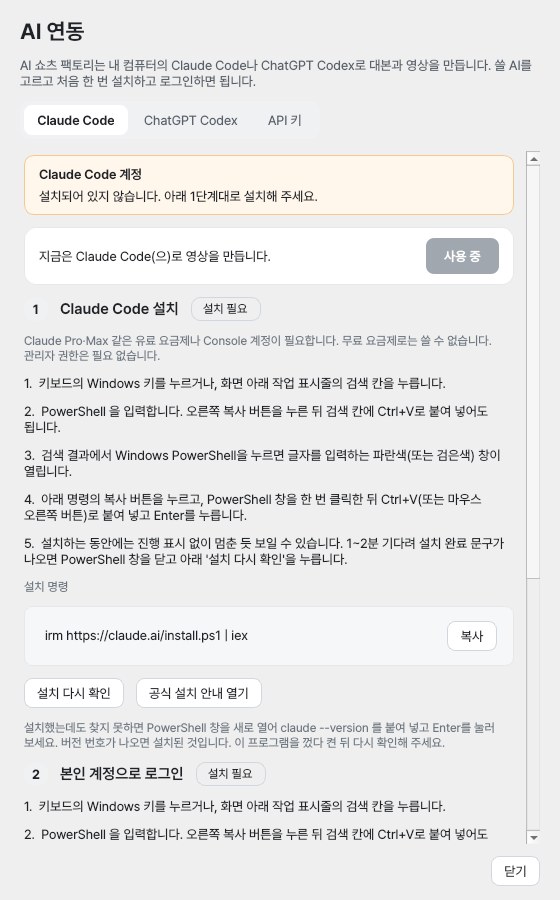 AI 연동
AI 쇼츠 팩토리는 내 컴퓨터의 Claude Code나 ChatGPT Codex로 대본과 영상을 만듭니다. 쓸 AI를
고르고 처음 한 번 설치하고 로그인하면 됩니다.
Claude Code ChatGPT Codex API 키
Claude Code 계정
설치되어 있지 않습니다. 아래 1단계대로 설치해 주세요.
지금은 Claude Code(으)로 영상을 만듭니다. 사용 중
1 Claude Code 설치 설치 필요
Claude Pro·Max 같은 유료 요금제나 Console 계정이 필요합니다. 무료 요금제로는 쓸 수 없습니다.
관리자 권한은 필요 없습니다.
1. 키보드의 Windows 키를 누르거나, 화면 아래 작업 표시줄의 검색 칸을 누릅니다.
2. PowerShell 을 입력합니다. 오른쪽 복사 버튼을 누른 뒤 검색 칸에 Ctrl+V로 붙여 넣어도
됩니다.
3. 검색 결과에서 Windows PowerShell을 누르면 글자를 입력하는 파란색(또는 검은색) 창이
열립니다.
4. 아래 명령의 복사 버튼을 누르고, PowerShell 창을 한 번 클릭한 뒤 Ctrl+V(또는 마우스
오른쪽 버튼)로 붙여 넣고 Enter를 누릅니다.
5. 설치하는 동안에는 진행 표시 없이 멈춘 듯 보일 수 있습니다. 1~2분 기다려 설치 완료 문구가
나오면 PowerShell 창을 닫고 아래 '설치 다시 확인'을 누릅니다.
설치 명령
irm https://claude.ai/install.ps1 | iex 복사
설치 다시 확인 공식 설치 안내 열기
설치했는데도 찾지 못하면 PowerShell 창을 새로 열어 claude --version 를 붙여 넣고 Enter를 눌러
보세요. 버전 번호가 나오면 설치된 것입니다. 이 프로그램을 껐다 켠 뒤 다시 확인해 주세요.
2 본인 계정으로 로그인 설치 필요
1. 키보드의 Windows 키를 누르거나, 화면 아래 작업 표시줄의 검색 칸을 누릅니다.
2. PowerShell 을 입력합니다. 오른쪽 복사 버튼을 누른 뒤 검색 칸에 Ctrl+V로 붙여 넣어도
닫기